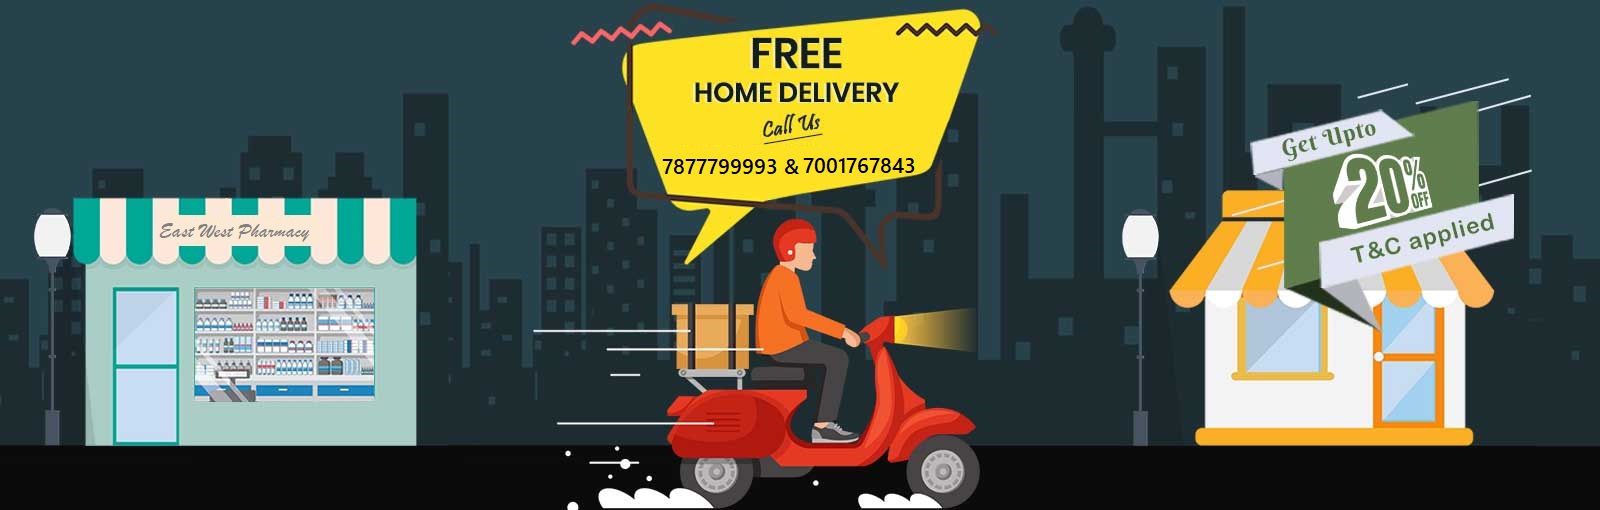 FREE
HOME DELIVERY
Call Us
7877799993 & 7001767843
East West Pharmacy
Get Upto
20% OFF
T&C applied